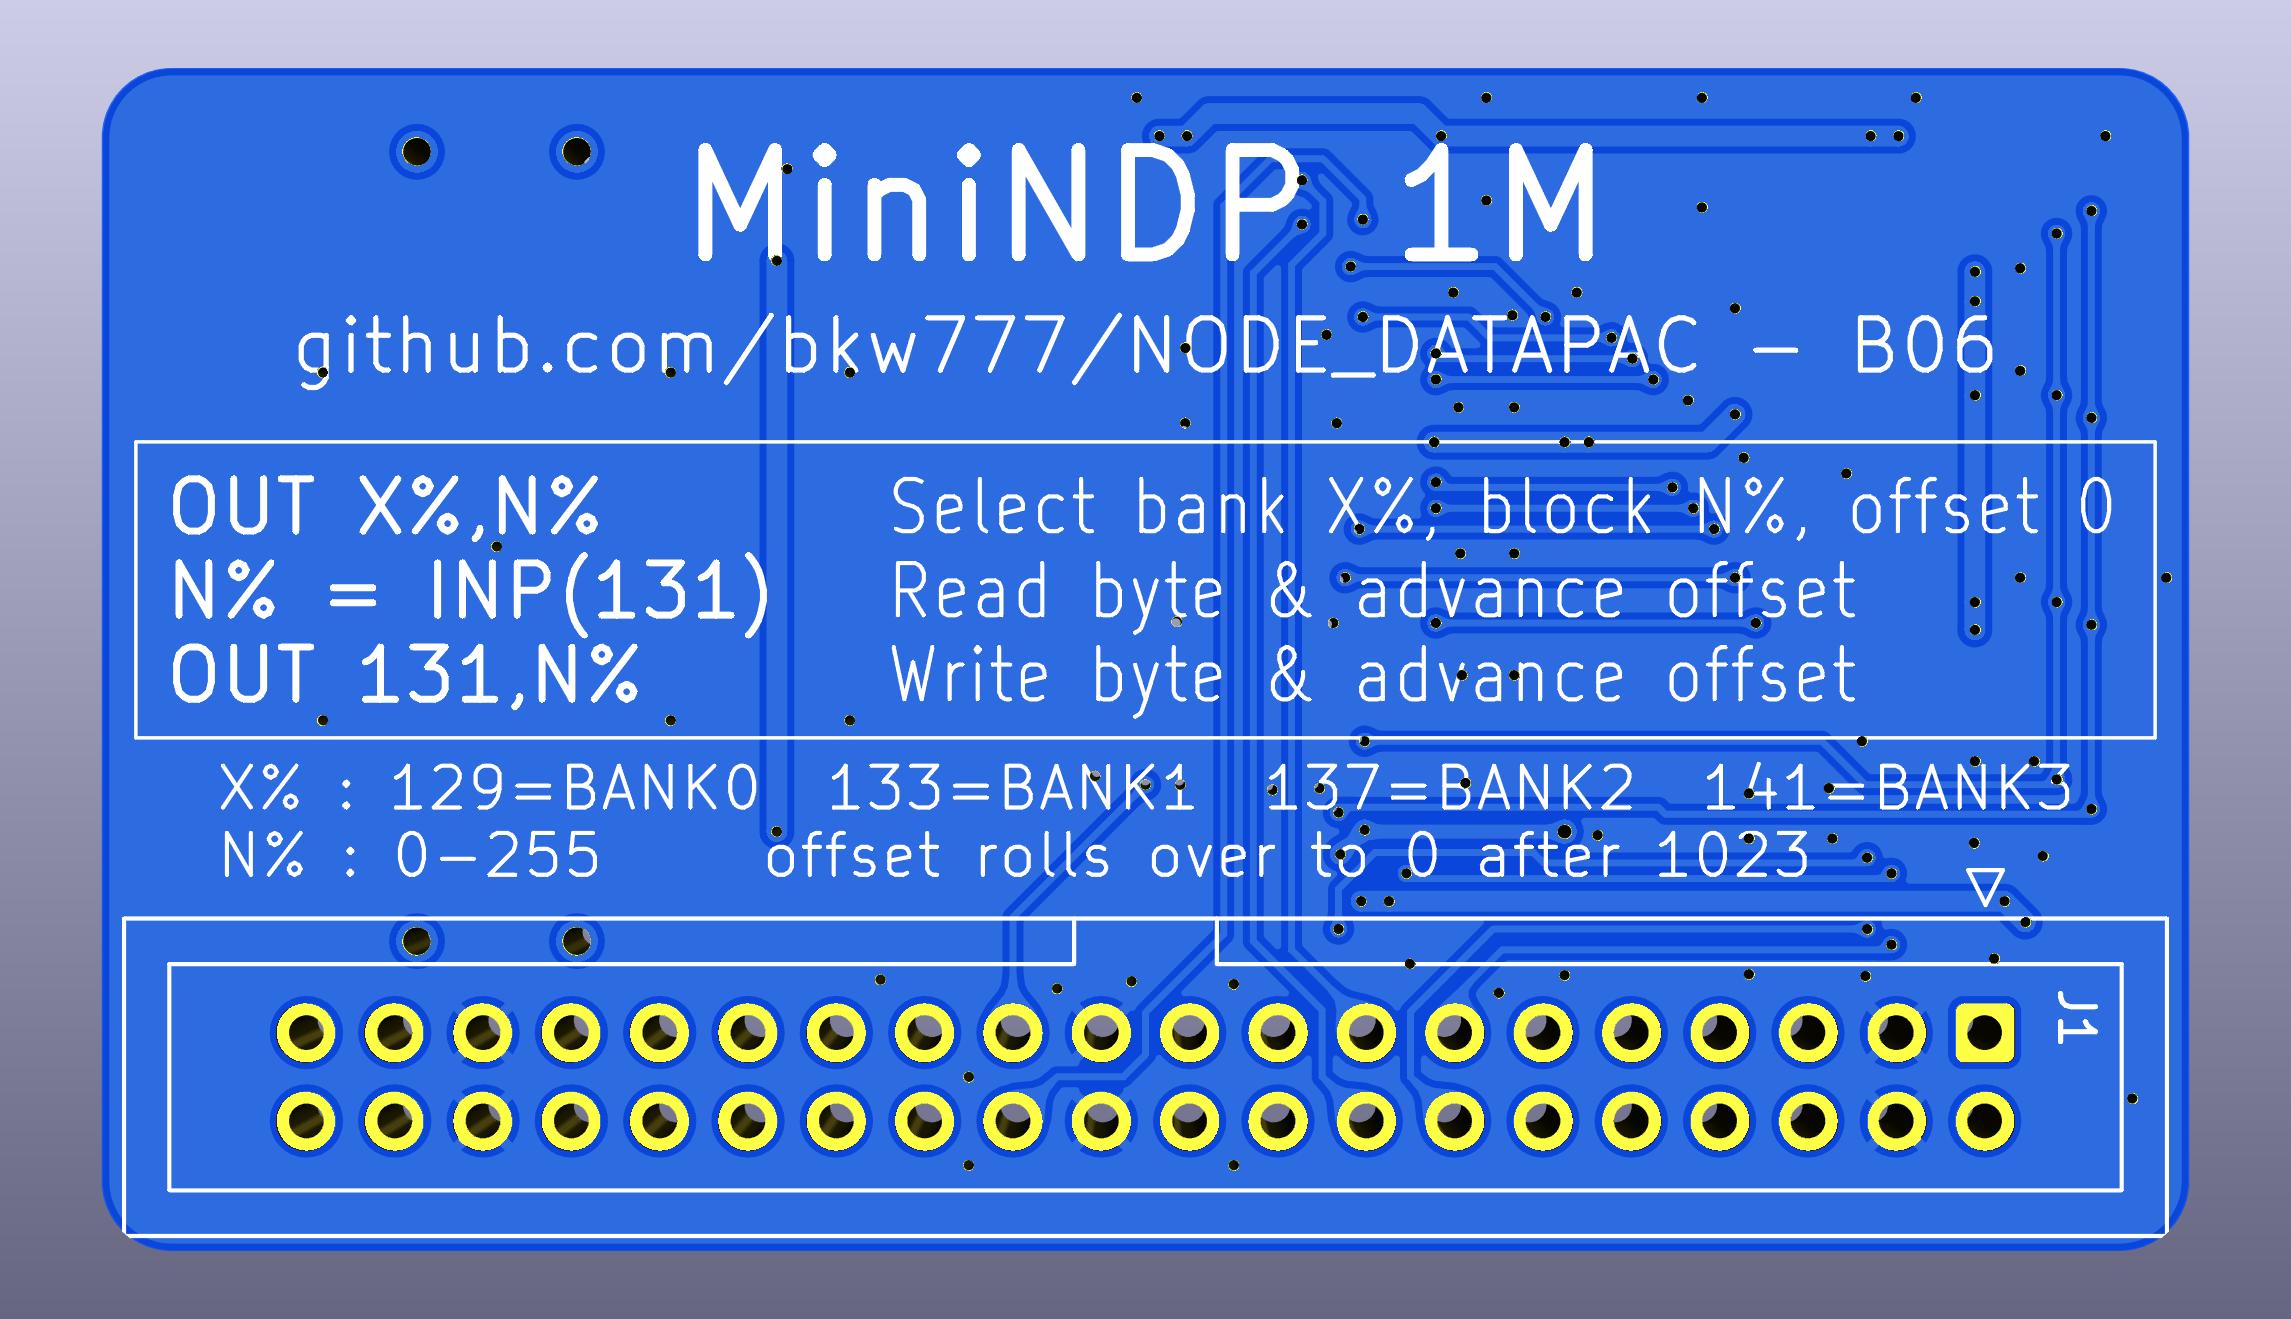 MiniNDP 1M
github.com/bkw777/NODE_DATAPAC - B06
OUT X%,N% Select bank X%, block N%, offset 0
N% = INP(131) Read byte & advance offset
OUT 131,N% Write byte & advance offset
X% : 129=BANK0 133=BANK1 137=BANK2 141=BANK3
N% : 0-255 offset rolls over to 0 after 1023
J1